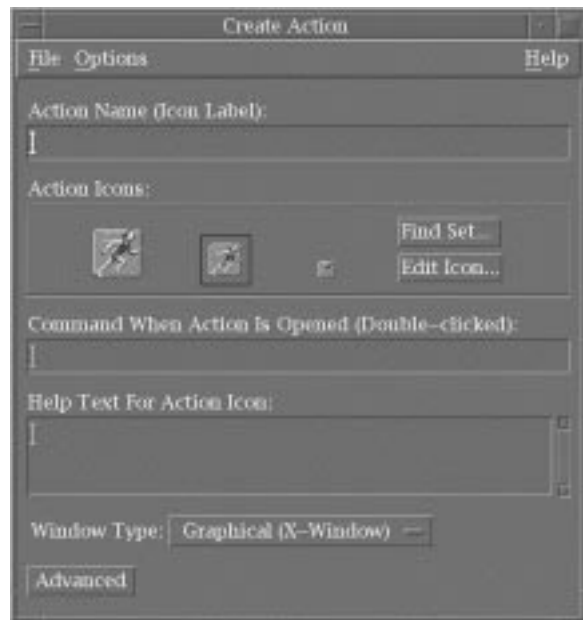 Create Action
File Options Help
Action Name (Icon Label):
Action Icons:
Find Set...
Edit Icon...
Command When Action Is Opened (Double-clicked):
Help Text For Action Icon:
Window Type: Graphical (X-Window)
Advanced